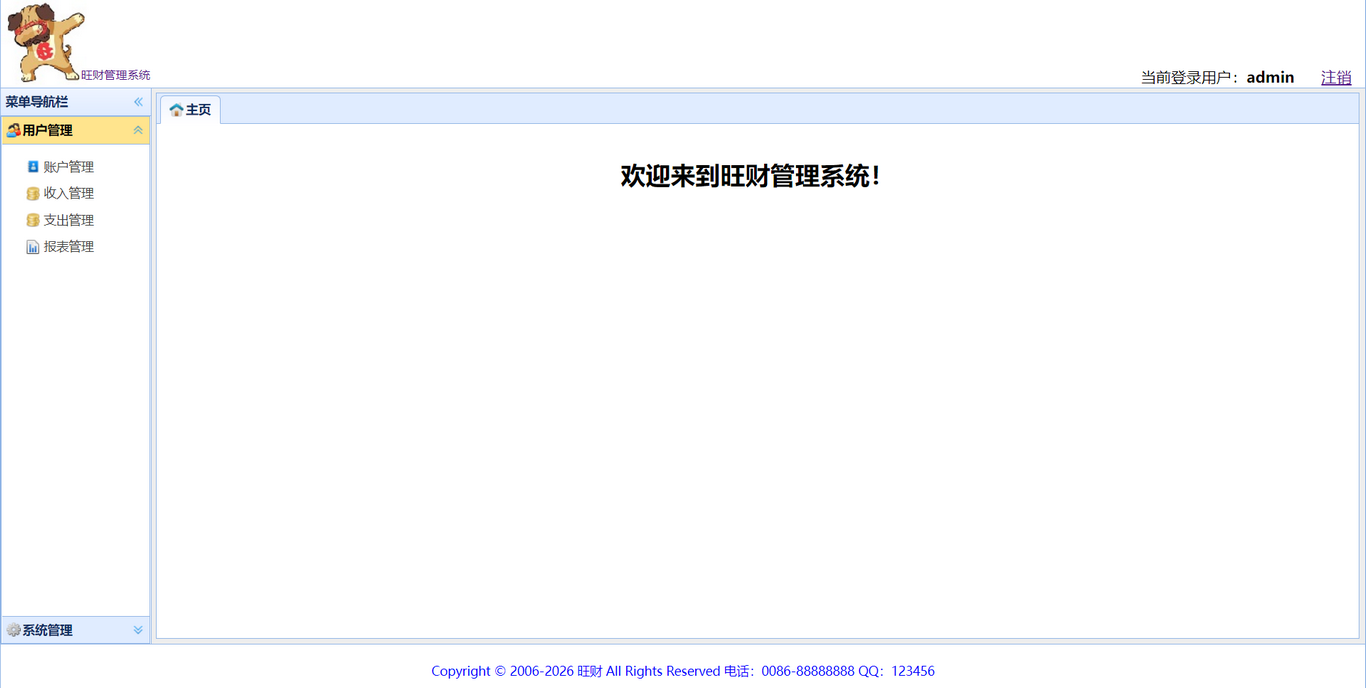 旺财管理系统
当前登录用户：admin 注销
菜单导航栏
主页
用户管理
账户管理
收入管理
支出管理
报表管理
欢迎来到旺财管理系统！
系统管理
Copyright © 2006-2026 旺财 All Rights Reserved 电话：0086-88888888 QQ：123456